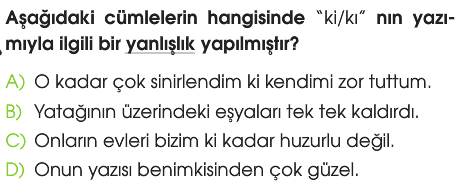 Aşağıdaki cümlelerin hangisinde “ki/kı” nın yazı-
mıyla ilgili bir yanlışlık yapılmıştır?
A) O kadar çok sinirlendim ki kendimi zor tuttum.
B) Yatağının üzerindeki eşyaları tek tek kaldırdı.
C) Onların evleri bizim ki kadar huzurlu değil.
D) Onun yazısı benimkisinden çok güzel.